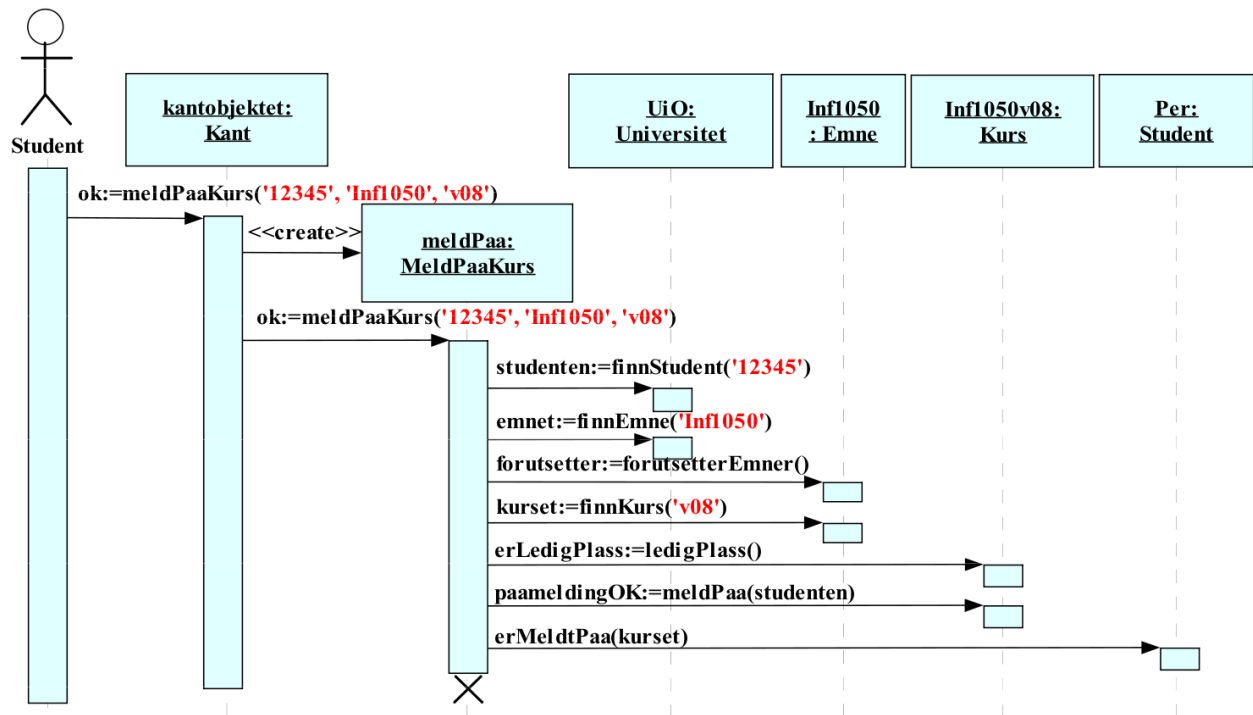 Student
kantobjektet:
Kant
UiO:
Universitet
Inf1050
: Emne
Inf1050v08:
Kurs
Per:
Student
ok:=meldPaaKurs('12345', 'Inf1050', 'v08')
<<create>>
meldPaa:
MeldPaaKurs
ok:=meldPaaKurs('12345', 'Inf1050', 'v08')
studenten:=finnStudent('12345')
emnet:=finnEmne('Inf1050')
forutsetter:=forutsetterEmner()
kurset:=finnKurs('v08')
erLedigPlass:=ledigPlass()
paameldingOK:=meldPaa(studenten)
erMeldtPaa(kurset)